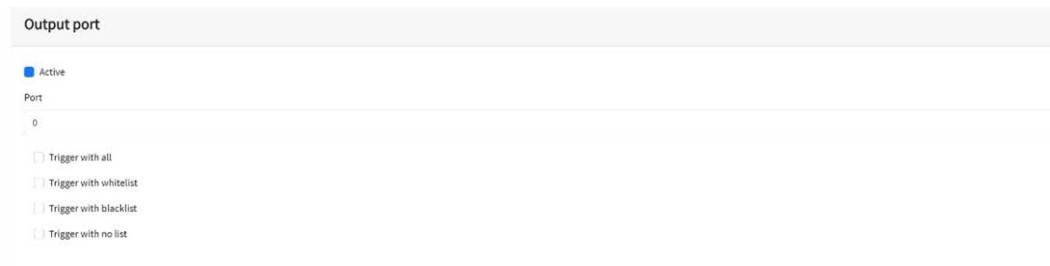 Output port
Active
Port
0
Trigger with all
Trigger with whitelist
Trigger with blacklist
Trigger with no list